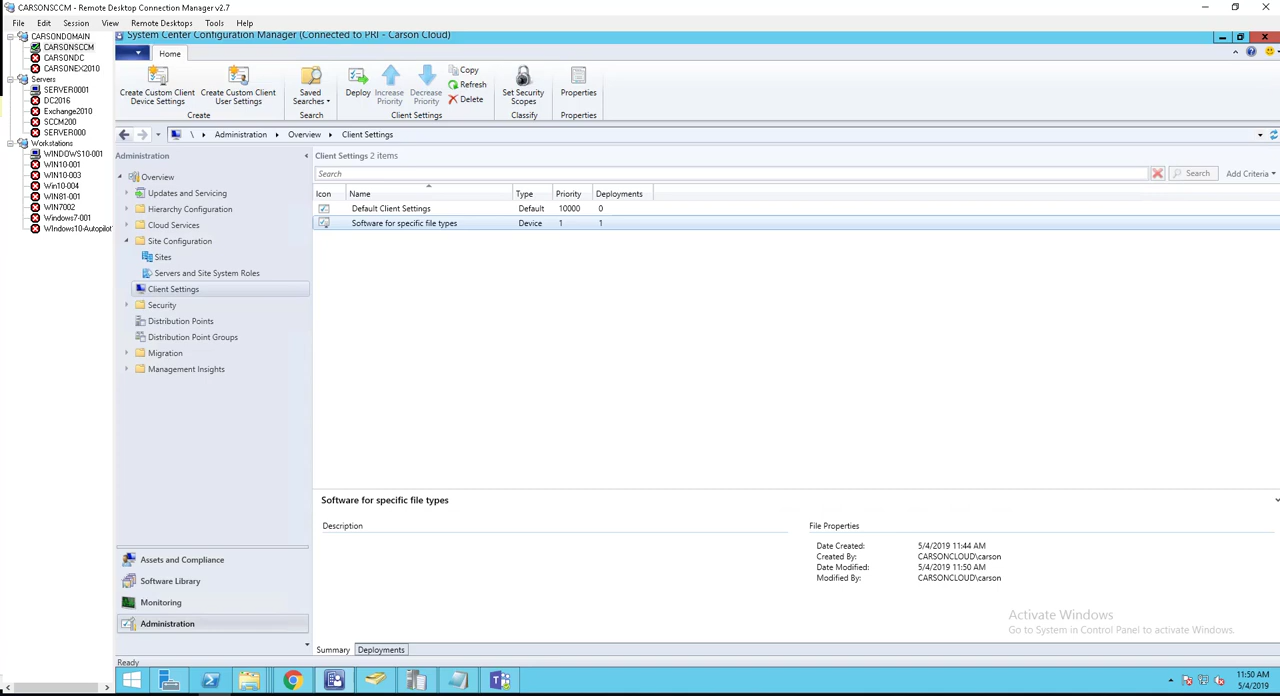 CARSONSCCM - Remote Desktop Connection Manager v2.7
File Edit Session View Remote Desktops Tools Help
CARSONDOMAIN
CARSONSCCM
CARSONDC
CARSONEX2010
Servers
SERVER0001
DC2016
Exchange2010
SCCM200
SERVER000
Workstations
WINDOWS10-001
WIN10-001
WIN10-003
Win10-004
WIN81-001
WIN7002
Windows7-001
WIndows10-Autopilot
System Center Configuration Manager (Connected to PRI - Carson Cloud)
Home
Create Custom Client Device Settings
Create Custom Client User Settings
Create
Saved Searches
Search
Deploy
Increase Priority
Decrease Priority
Copy
Refresh
Delete
Client Settings
Set Security Scopes
Classify
Properties
Properties
\ Administration Overview Client Settings
Administration
Overview
Updates and Servicing
Hierarchy Configuration
Cloud Services
Site Configuration
Sites
Servers and Site System Roles
Client Settings
Security
Distribution Points
Distribution Point Groups
Migration
Management Insights
Assets and Compliance
Software Library
Monitoring
Administration
Client Settings 2 items
Search Search Add Criteria
Icon Name Type Priority Deployments
Default Client Settings Default 10000 0
Software for specific file types Device 1 1
Software for specific file types
Description
File Properties
Date Created: 5/4/2019 11:44 AM
Created By: CARSONCLOUD\carson
Date Modified: 5/4/2019 11:50 AM
Modified By: CARSONCLOUD\carson
Activate Windows
Go to System in Control Panel to activate Windows.
Summary Deployments
Ready
11:50 AM
5/4/2019